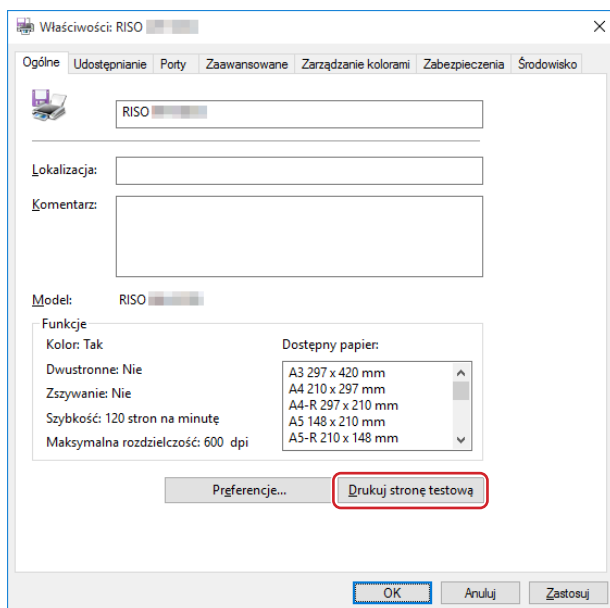 Właściwości: RISO
Ogólne Udostępnianie Porty Zaawansowane Zarządzanie kolorami Zabezpieczenia Środowisko
RISO
Lokalizacja:
Komentarz:
Model: RISO
Funkcje
Kolor: Tak
Dostępny papier:
Dwustronne: Nie
Zszywanie: Nie
Szybkość: 120 stron na minutę
Maksymalna rozdzielczość: 600 dpi
A3 297 x 420 mm
A4 210 x 297 mm
A4-R 297 x 210 mm
A5 148 x 210 mm
A5-R 210 x 148 mm
Preferencje... Drukuj stronę testową
OK Anuluj Zastosuj